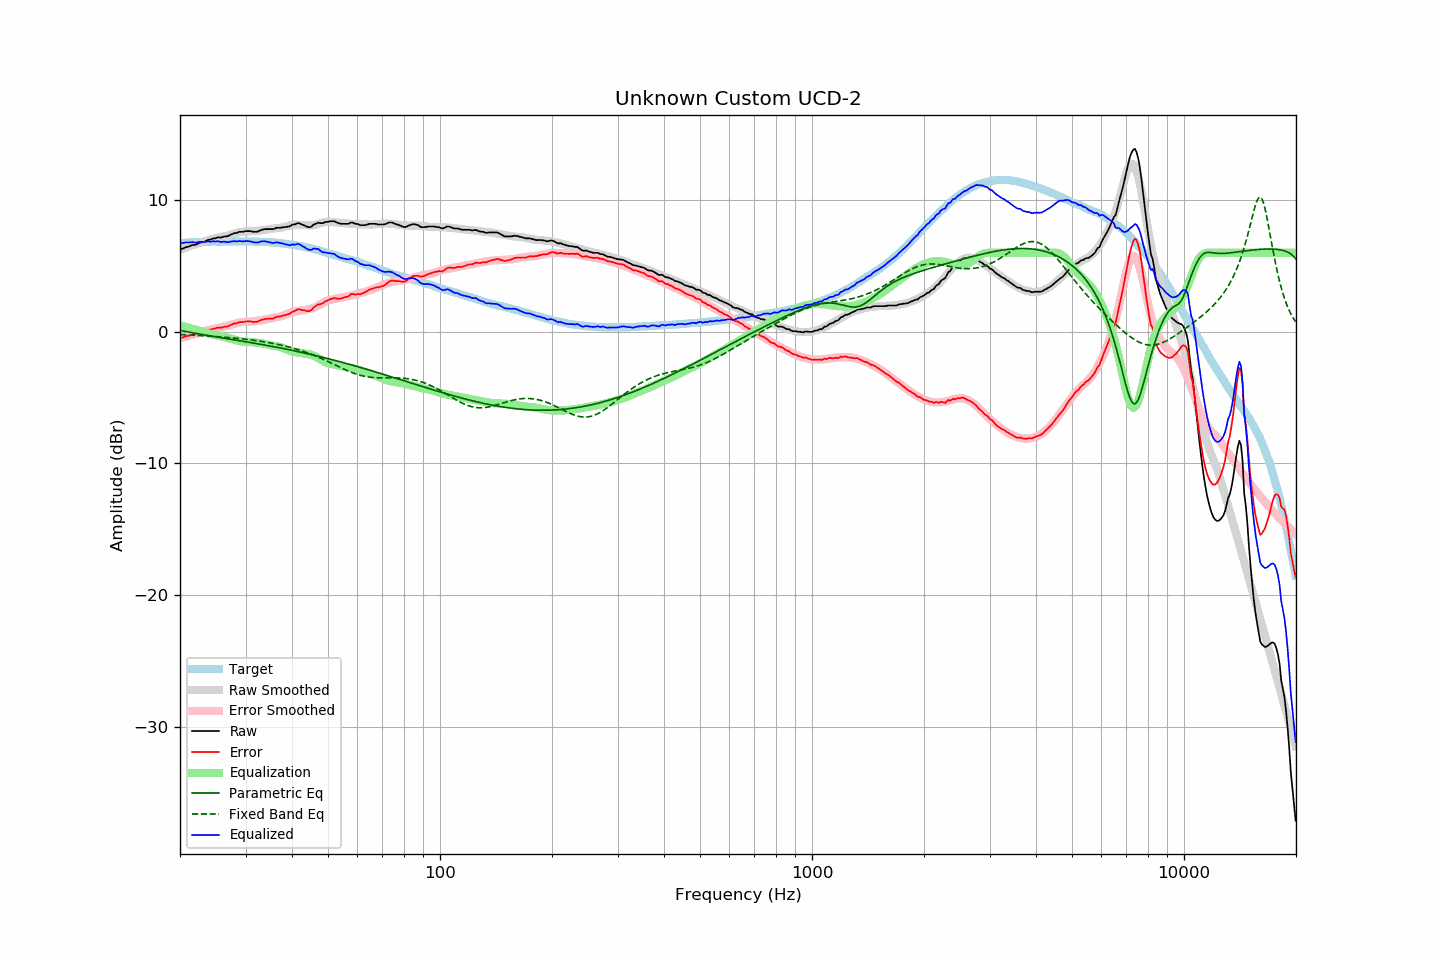 Unknown Custom UCD-2
Amplitude (dBr)
10
0
−10
−20
−30
100
1000
10000
Frequency (Hz)
Target
Raw Smoothed
Error Smoothed
Raw
Error
Equalization
Parametric Eq
Fixed Band Eq
Equalized